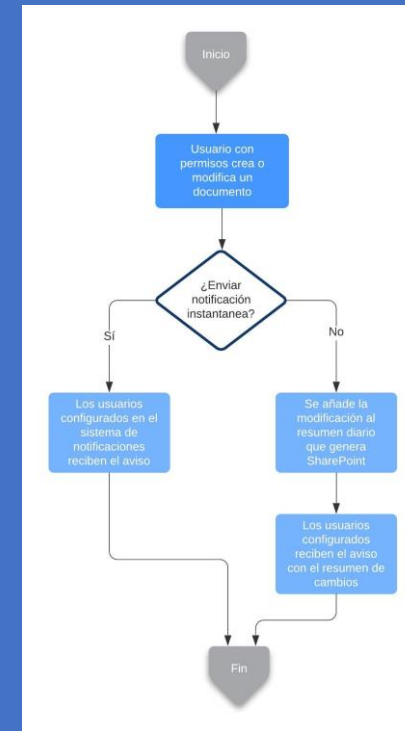 Inicio
Usuario con
permisos crea o
modifica un
documento
¿Enviar
notificación
instantanea?
Sí
No
Los usuarios
configurados en el
sistema de
notificaciones
reciben el aviso
Se añade la
modificación al
resumen diario
que genera
SharePoint
Los usuarios
configurados
reciben el aviso
con el resumen de
cambios
Fin